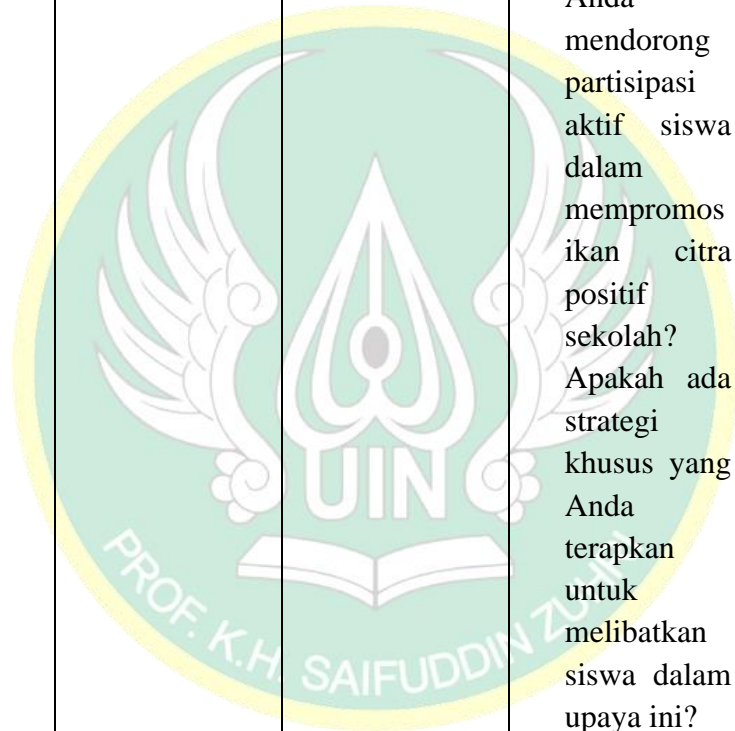 Anda
mendorong
partisipasi
aktif siswa
dalam
mempromos
ikan citra
positif
sekolah?
Apakah ada
strategi
khusus yang
Anda
terapkan
untuk
melibatkan
siswa dalam
upaya ini?
UIN
PROF. K.H. SAIFUDDIN ZUHRI